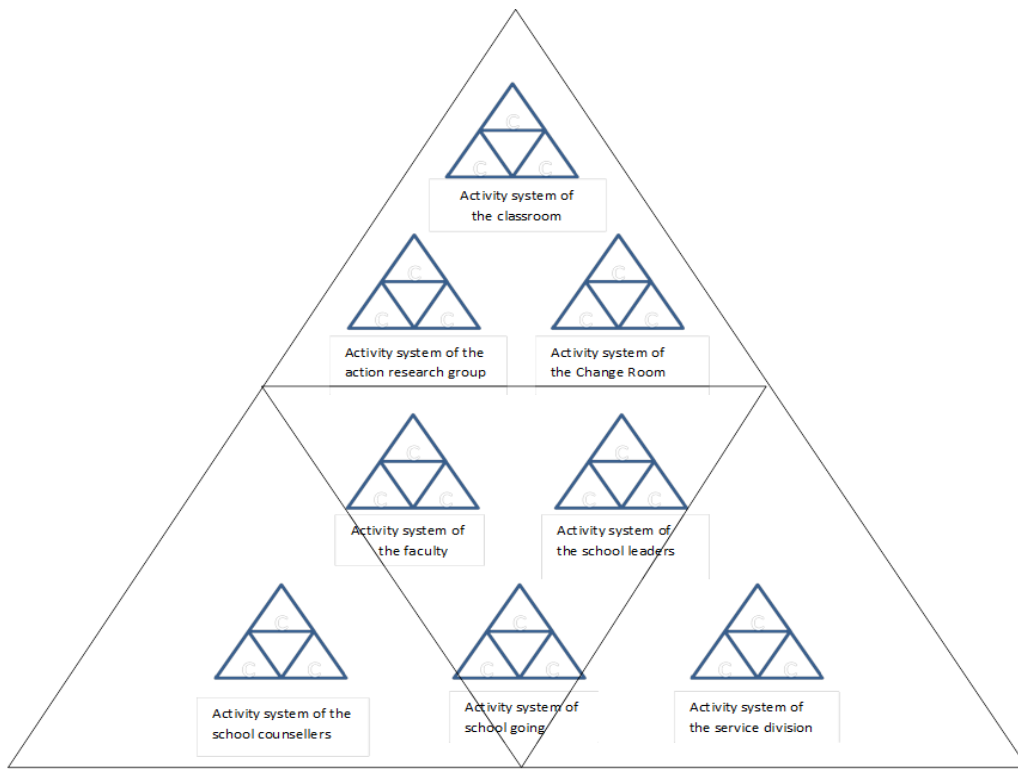 C
C C
Activity system of
the classroom
C C
C C C C
Activity system of the
action research group
Activity system of
the Change Room
C C
C C C C
Activity system of
the faculty
Activity system of
the school leaders
C C C
C C C C C C
Activity system of the
school counsellers
Activity system of
school going
Activity system of
the service division